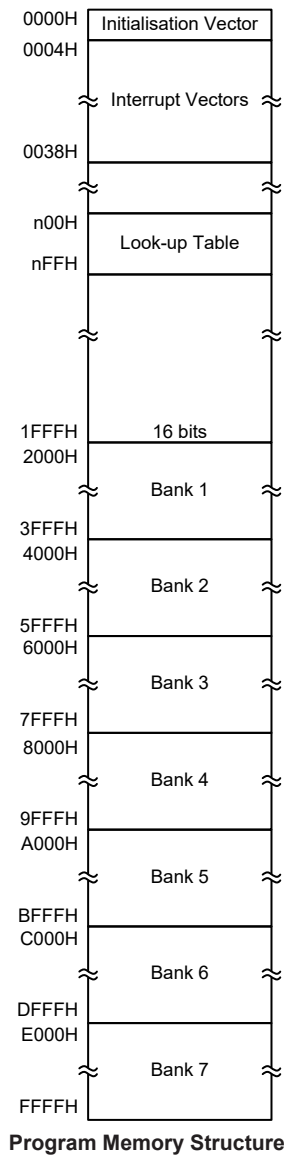 0000H Initialisation Vector
0004H
Interrupt Vectors
0038H
n00H
Look-up Table
nFFH
1FFFH 16 bits
2000H
Bank 1
3FFFH
4000H
Bank 2
5FFFH
6000H
Bank 3
7FFFH
8000H
Bank 4
9FFFH
A000H
Bank 5
BFFFH
C000H
Bank 6
DFFFH
E000H
Bank 7
FFFFH
Program Memory Structure